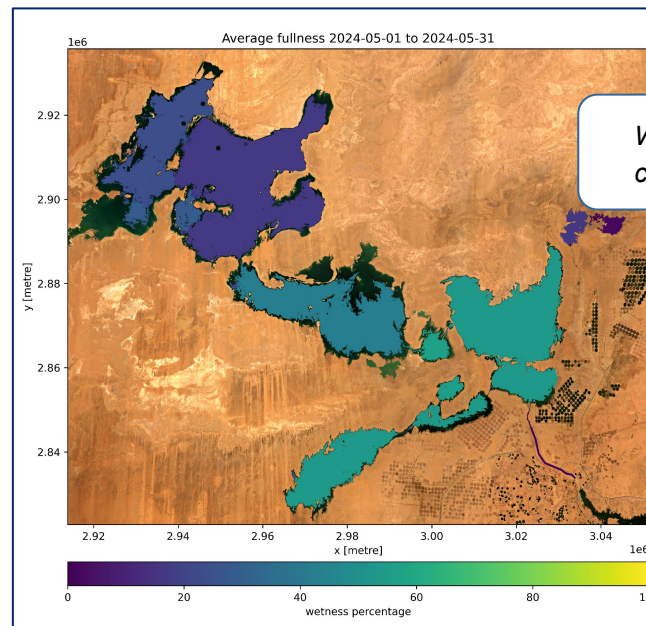 Average fullness 2024-05-01 to 2024-05-31
1e6
2.92
2.90
2.88
2.86
2.84
y [metre]
2.92 2.94 2.96 2.98 3.00 3.02 3.04
x [metre]
1e6
0 20 40 60 80
wetness percentage